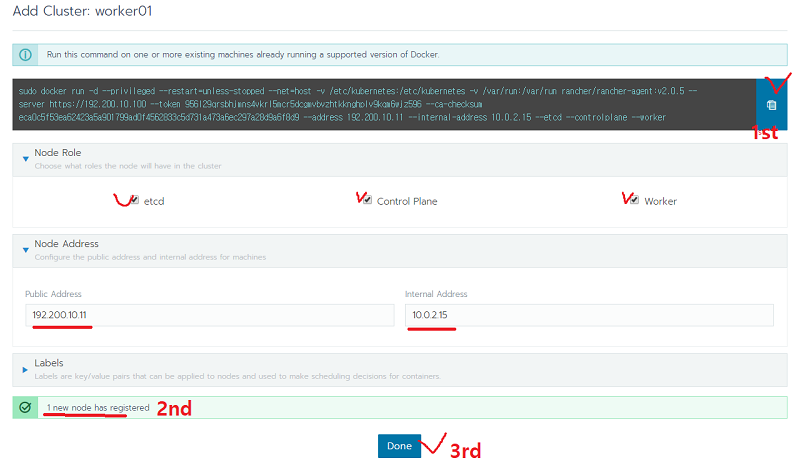 Add Cluster: worker01
Run this command on one or more existing machines already running a supported version of Docker.
sudo docker run -d --privileged --restart=unless-stopped --net=host -v /etc/kubernetes:/etc/kubernetes -v /var/run:/var/run rancher/rancher-agent:v2.0.5 --
server https://192.200.10.100 --token --ca-checksum
--address 192.200.10.11 --internal-address 10.0.2.15 --etcd --controlplane --worker
1st
Node Role
Choose what roles the node will have in the cluster
etcd
Control Plane
Worker
Node Address
Configure the public address and internal address for machines
Public Address
Internal Address
192.200.10.11
10.0.2.15
Labels
Labels are key/value pairs that can be applied to nodes and used to make scheduling decisions for containers.
1 new node has registered
2nd
Done
3rd